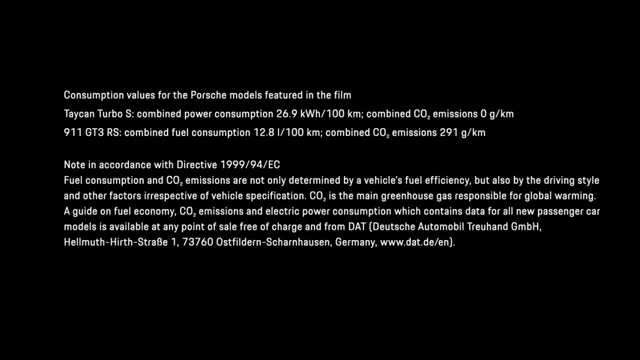 Consumption values for the Porsche models featured in the film
Taycan Turbo S: combined power consumption 26.9 kWh/100 km; combined CO₂ emissions 0 g/km
911 GT3 RS: combined fuel consumption 12.8 l/100 km; combined CO₂ emissions 291 g/km
Note in accordance with Directive 1999/94/EC
Fuel consumption and CO₂ emissions are not only determined by a vehicle's fuel efficiency, but also by the driving style
and other factors irrespective of vehicle specification. CO₂ is the main greenhouse gas responsible for global warming.
A guide on fuel economy, CO₂ emissions and electric power consumption which contains data for all new passenger car
models is available at any point of sale free of charge and from DAT (Deutsche Automobil Treuhand GmbH,
Hellmuth-Hirth-Straße 1, 73760 Ostfildern-Scharnhausen, Germany, www.dat.de/en).